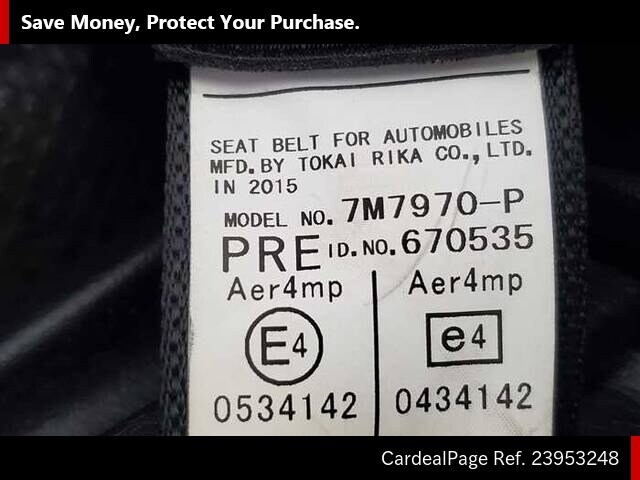 Save Money, Protect Your Purchase.
SEAT BELT FOR AUTOMOBILES
MFD. BY TOKAI RIKA CO., LTD.
IN 2015
MODEL NO. 7M7970-P
PRE ID.NO. 670535
Aer4mp Aer4mp
E4 e4
0534142 0434142
CardealPage Ref. 23953248